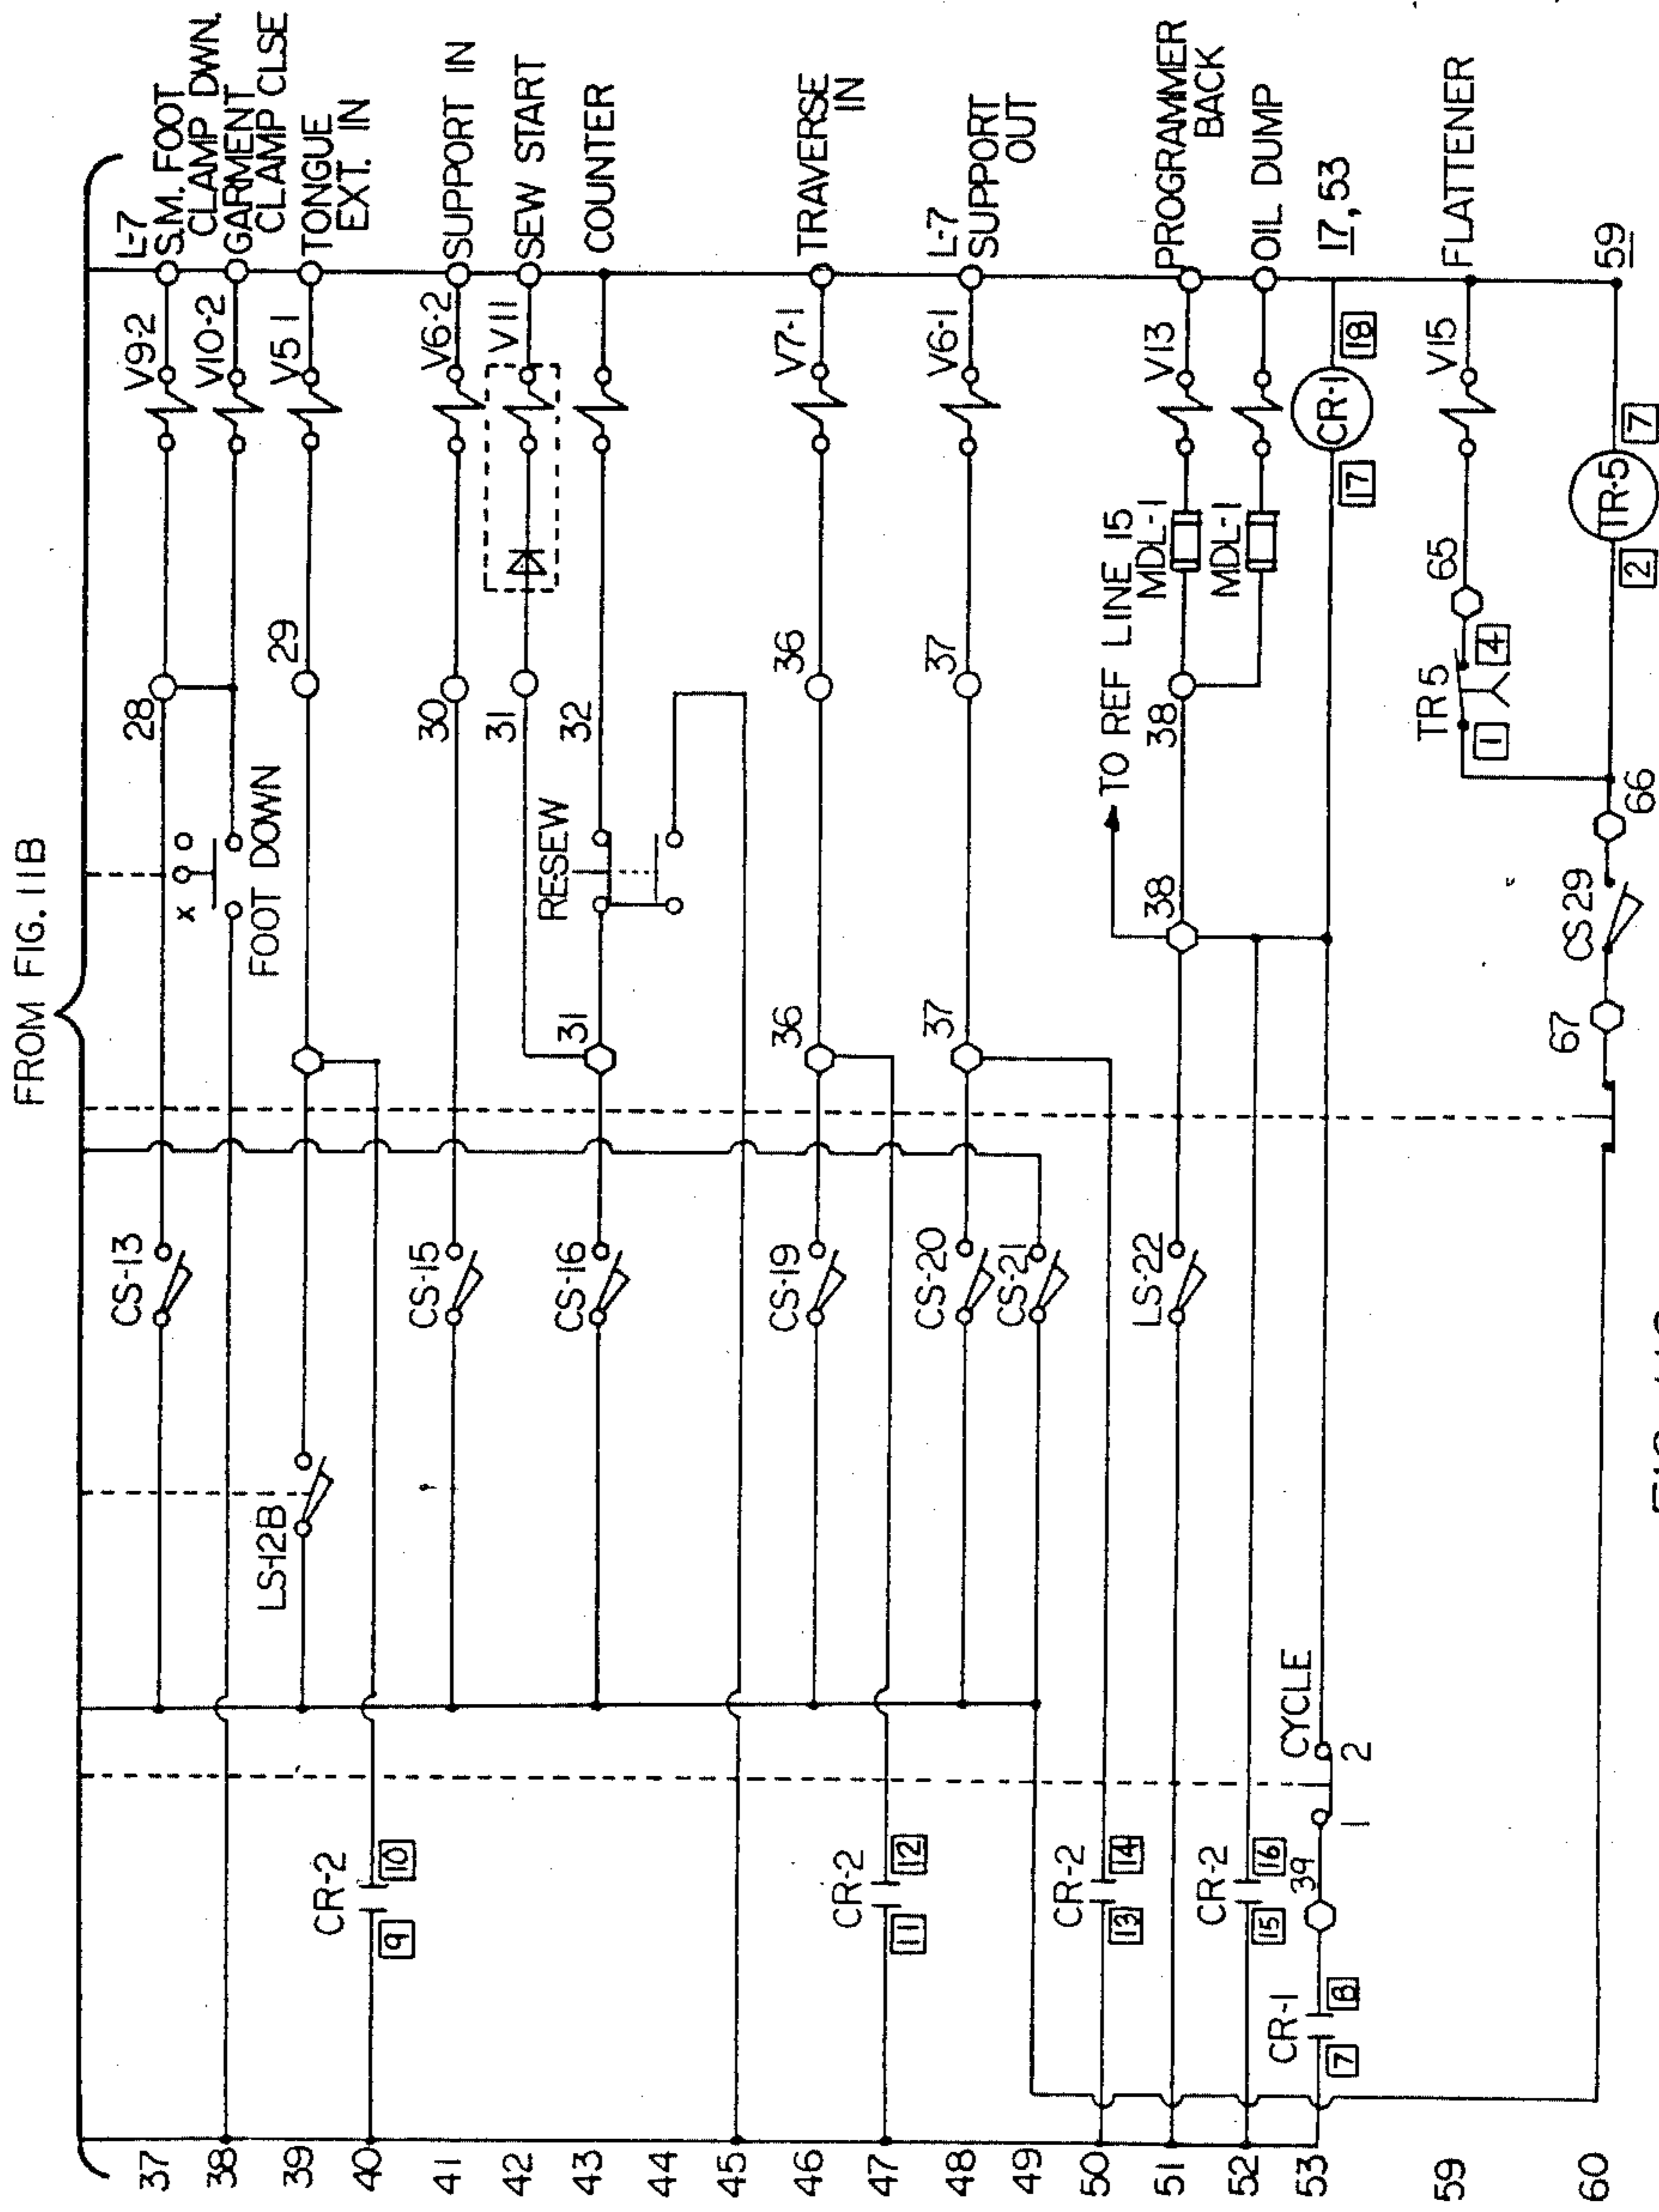 FROM FIG. 11B
37
CS-13
28
V9-2
L-7
S.M. FOOT
CLAMP DWN.
38
x
FOOT DOWN
V10-2
GARMENT
CLAMP CLSE
39
LS-12B
29
V5-1
TONGUE
EXT. IN
40
CR-2
9
10
41
CS-15
30
V6-2
SUPPORT IN
42
31
V11
SEW START
43
CS-16
31
RE-SEW
32
COUNTER
44
45
46
CS-19
36
36
V7-1
TRAVERSE
IN
47
CR-2
11
12
48
CS-20
37
37
V6-1
L-7
SUPPORT
OUT
49
CS-21
50
CR-2
13
14
TO REF LINE 15
51
LS-22
38
38
MDL-1
V13
PROGRAMMER
BACK
52
CR-2
15
16
MDL-1
OIL DUMP
53
CR-1
7
8
39
1
CYCLE
2
17
CR-1
18
17, 53
59
TR5
1
4
65
V15
FLATTENER
60
67
CS29
66
2
TR-5
7
59